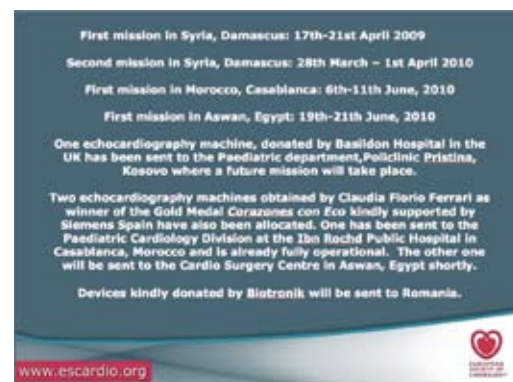 First mission in Syria, Damascus: 17th-21st April 2009
Second mission in Syria, Damascus: 28th March – 1st April 2010
First mission in Morocco, Casablanca: 6th-11th June, 2010
First mission in Aswan, Egypt: 19th-21th June, 2010
One echocardiography machine, donated by Basildon Hospital in the
UK has been sent to the Paediatric department,Policlinic Pristina,
Kosovo where a future mission will take place.
Two echocardiography machines obtained by Claudia Florio Ferrari as
winner of the Gold Medal Corazones con Eco kindly supported by
Siemens Spain have also been allocated. One has been sent to the
Paediatric Cardiology Division at the Ibn Rochd Public Hospital in
Casablanca, Morocco and is already fully operational. The other one
will be sent to the Cardio Surgery Centre in Aswan, Egypt shortly.
Devices kindly donated by Biotronik will be sent to Romania.
www.escardio.org
EUROPEAN
SOCIETY OF
CARDIOLOGY